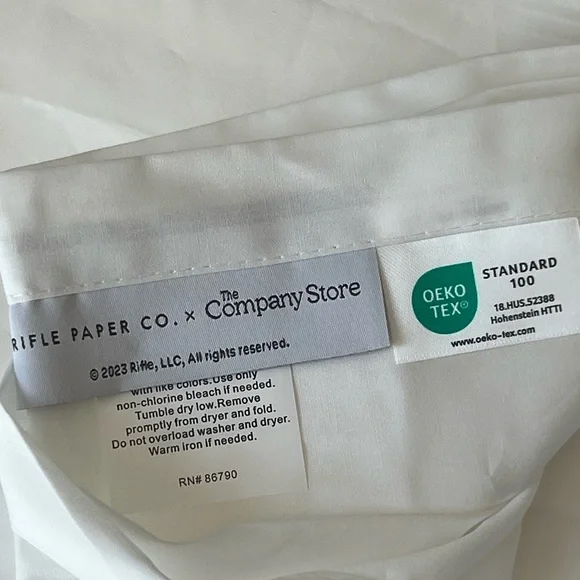 RIFLE PAPER CO. × The Company Store
© 2023 Rifle, LLC, All rights reserved.
OEKO
TEX®
STANDARD
100
18.HUS.52388
Hohenstein HTTI
www.oeko-tex.com
with like colors.Use only
non-chlorine bleach if needed.
Tumble dry low.Remove
promptly from dryer and fold.
Do not overload washer and dryer.
Warm iron if needed.
RN# 86790